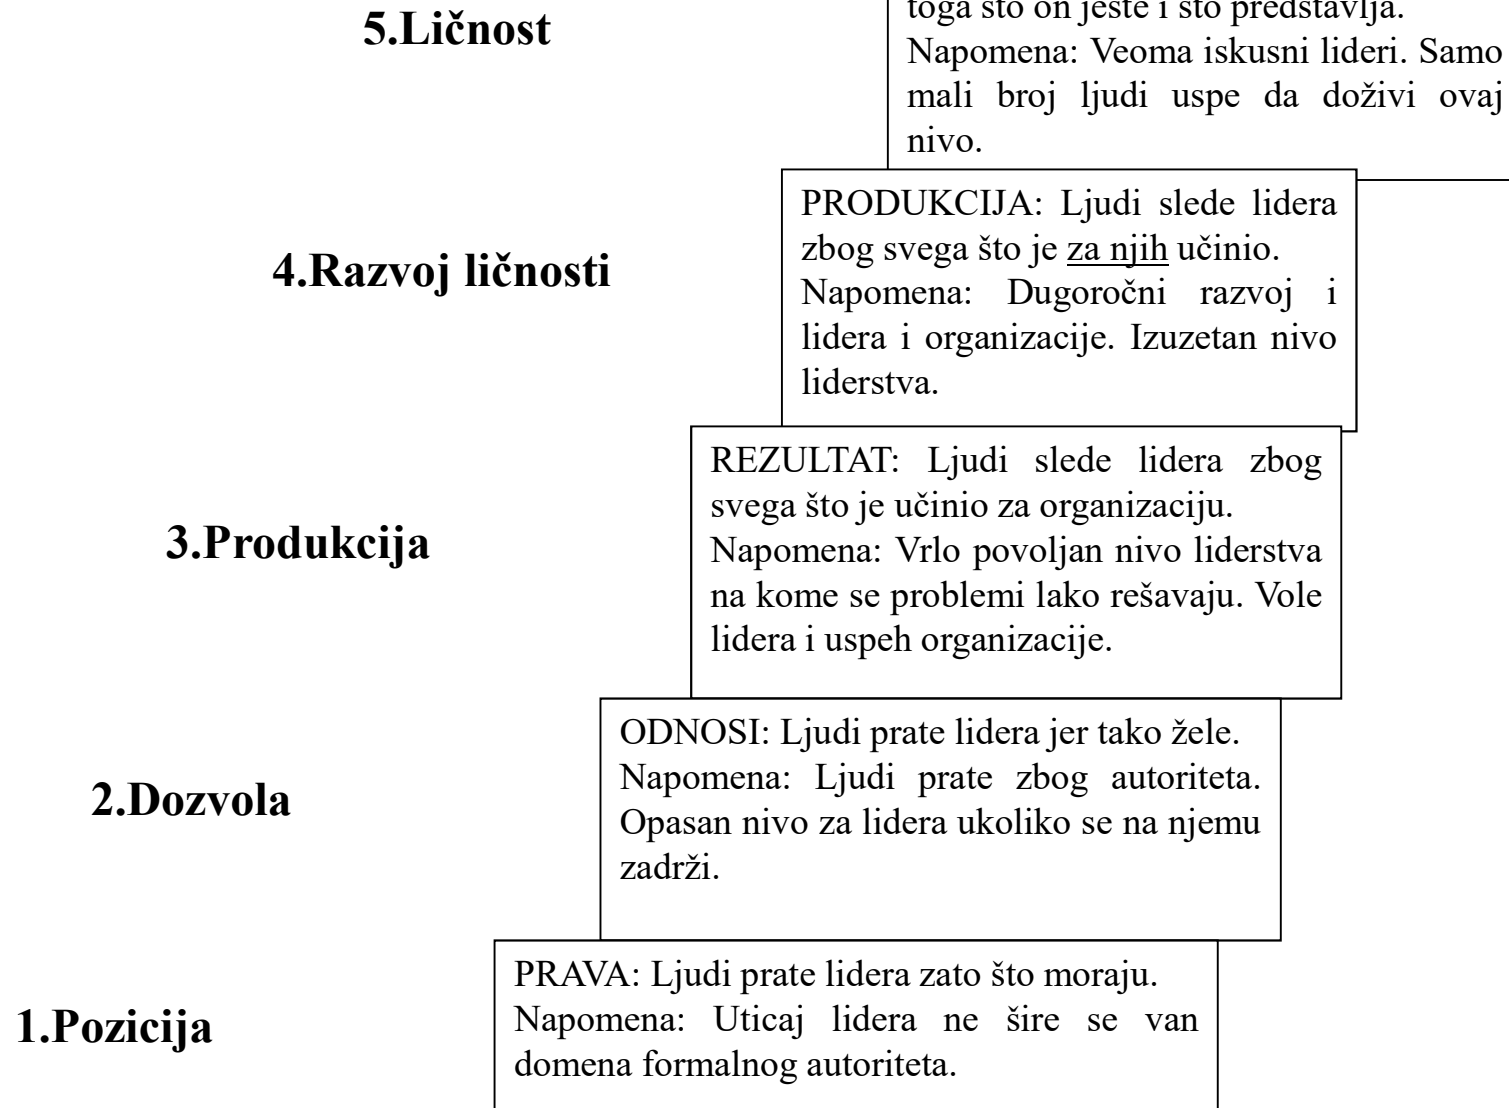 5.Ličnost
toga što on jeste i što predstavlja.
Napomena: Veoma iskusni lideri. Samo
mali broj ljudi uspe da doživi ovaj
nivo.
4.Razvoj ličnosti
PRODUKCIJA: Ljudi slede lidera
zbog svega što je za njih učinio.
Napomena: Dugoročni razvoj i
lidera i organizacije. Izuzetan nivo
liderstva.
3.Produkcija
REZULTAT: Ljudi slede lidera zbog
svega što je učinio za organizaciju.
Napomena: Vrlo povoljan nivo liderstva
na kome se problemi lako rešavaju. Vole
lidera i uspeh organizacije.
2.Dozvola
ODNOSI: Ljudi prate lidera jer tako žele.
Napomena: Ljudi prate zbog autoriteta.
Opasan nivo za lidera ukoliko se na njemu
zadrži.
1.Pozicija
PRAVA: Ljudi prate lidera zato što moraju.
Napomena: Uticaj lidera ne šire se van
domena formalnog autoriteta.